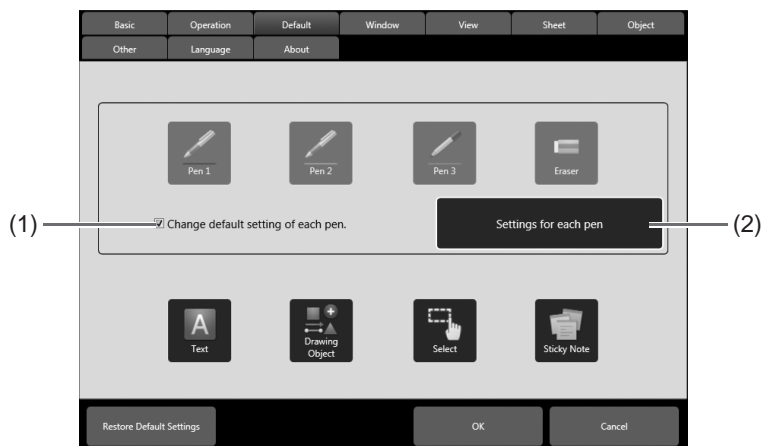 Basic Operation Default Window View Sheet Object
Other Language About
Pen 1 Pen 2 Pen 3 Eraser
(1) Change default setting of each pen. Settings for each pen (2)
Text Drawing Object Select Sticky Note
Restore Default Settings OK Cancel